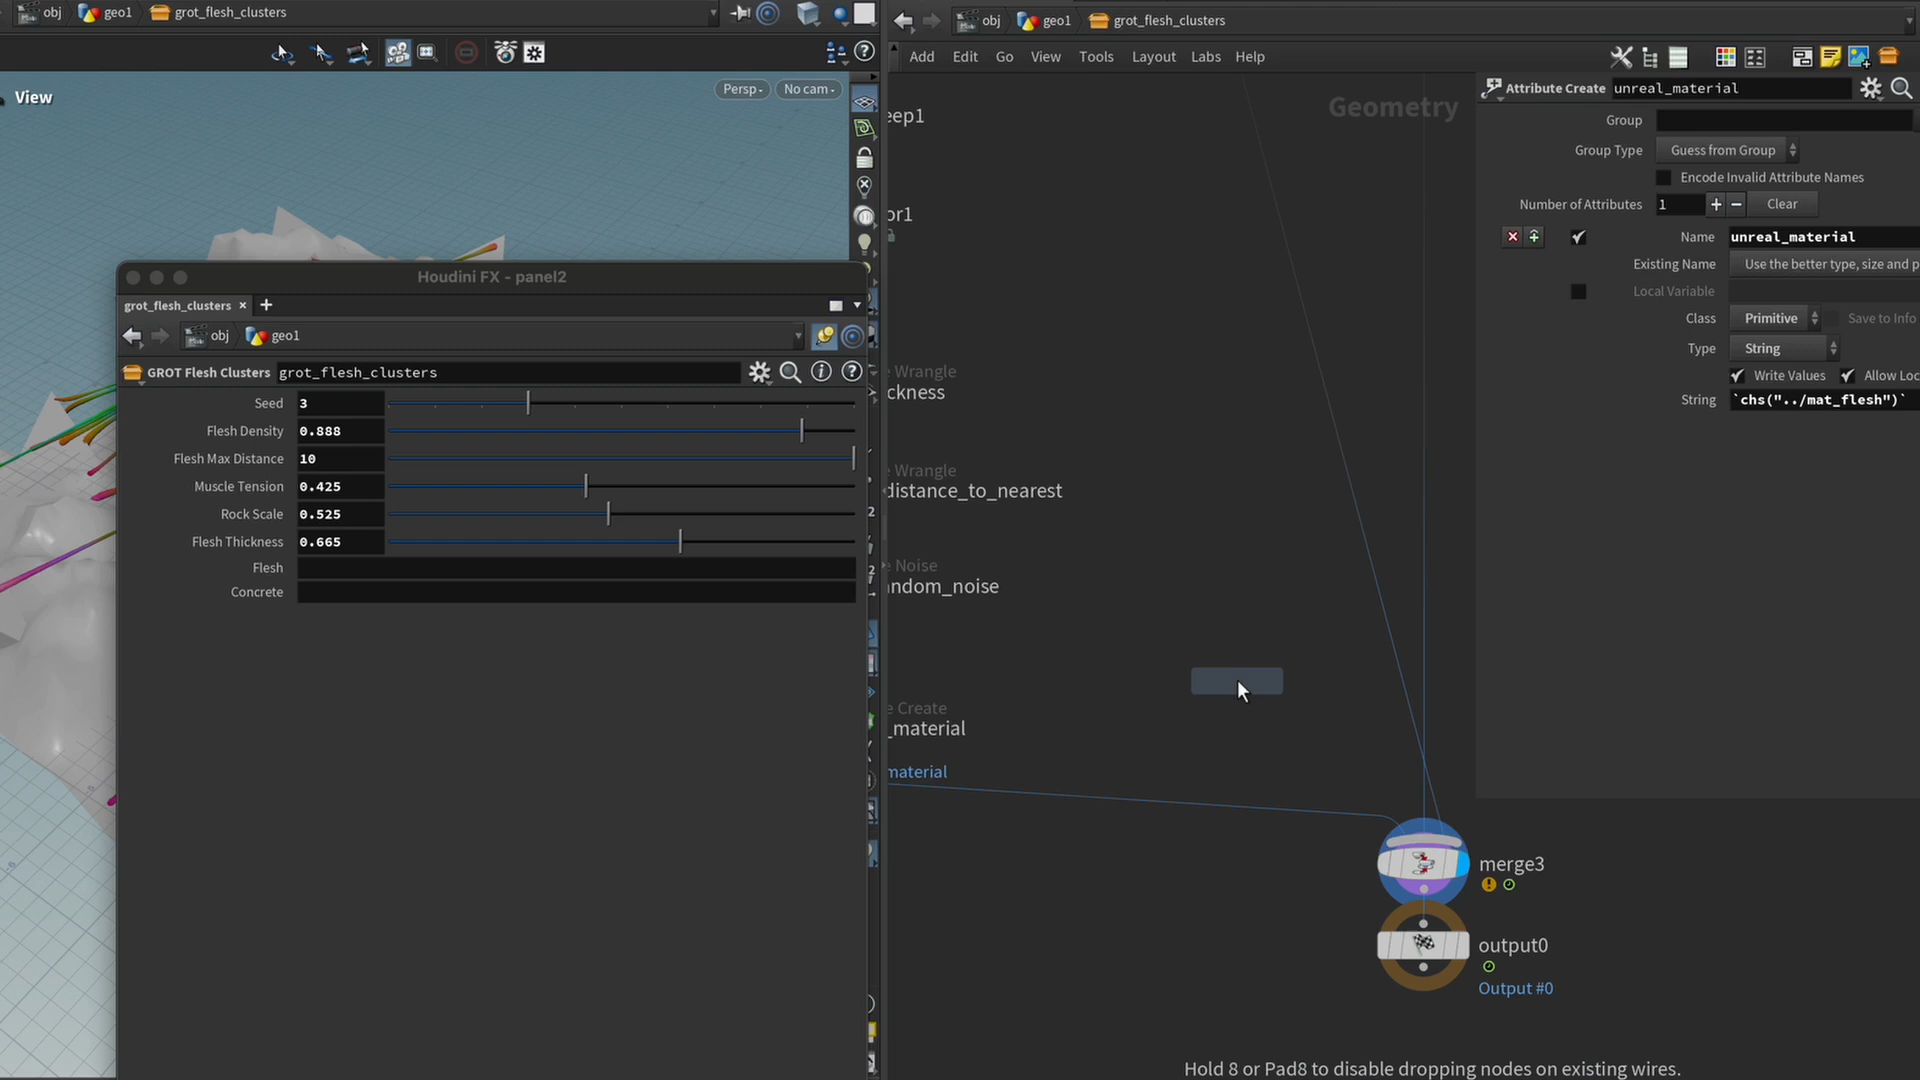 obj geo1 grot_flesh_clusters
View
Persp No cam
Houdini FX - panel2
grot_flesh_clusters × +
obj geo1
GROT Flesh Clusters grot_flesh_clusters
Seed 3
Flesh Density 0.888
Flesh Max Distance 10
Muscle Tension 0.425
Rock Scale 0.525
Flesh Thickness 0.665
Flesh
Concrete
obj geo1 grot_flesh_clusters
Add Edit Go View Tools Layout Labs Help
Geometry
eep1
or1
e Wrangle
ckness
e Wrangle
distance_to_nearest
e Noise
andom_noise
e Create
_material
material
merge3
output0
Output #0
Hold 8 or Pad8 to disable dropping nodes on existing wires.
Attribute Create unreal_material
Group
Group Type Guess from Group
Encode Invalid Attribute Names
Number of Attributes 1 + − Clear
Name unreal_material
Existing Name Use the better type, size and p
Local Variable
Class Primitive Save to Info
Type String
Write Values Allow Loc
String `chs("../mat_flesh")`